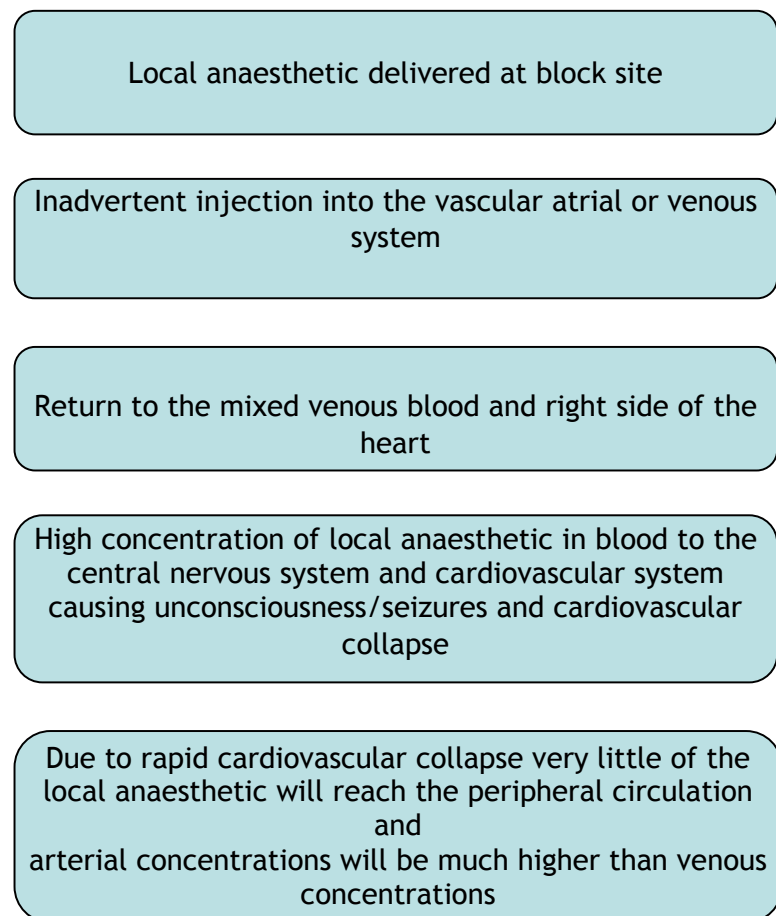 Local anaesthetic delivered at block site
Inadvertent injection into the vascular atrial or venous
system
Return to the mixed venous blood and right side of the
heart
High concentration of local anaesthetic in blood to the
central nervous system and cardiovascular system
causing unconsciousness/seizures and cardiovascular
collapse
Due to rapid cardiovascular collapse very little of the
local anaesthetic will reach the peripheral circulation
and
arterial concentrations will be much higher than venous
concentrations